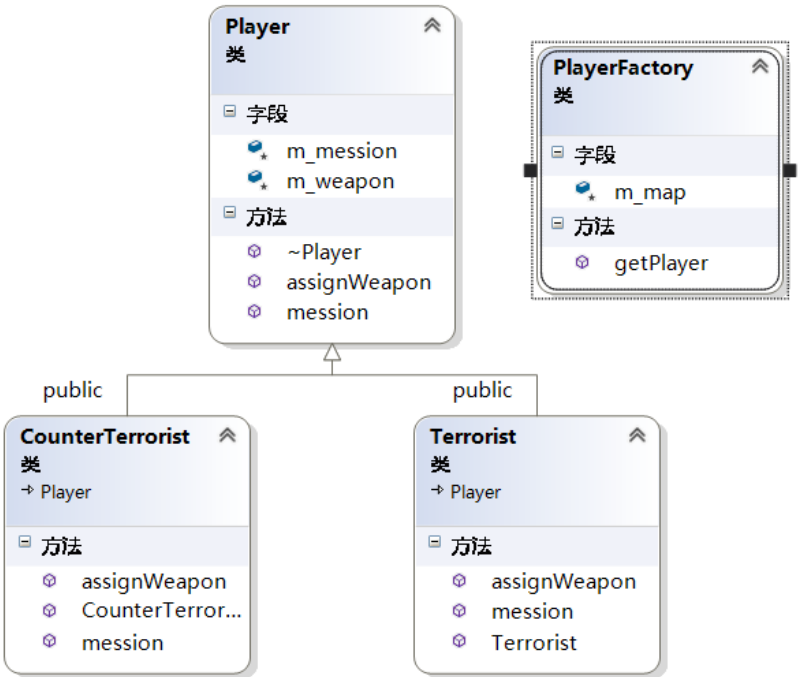 Player
类
字段
m_mession
m_weapon
方法
~Player
assignWeapon
mession
PlayerFactory
类
字段
m_map
方法
getPlayer
public
public
CounterTerrorist
类
Player
方法
assignWeapon
CounterTerror...
mession
Terrorist
类
Player
方法
assignWeapon
mession
Terrorist